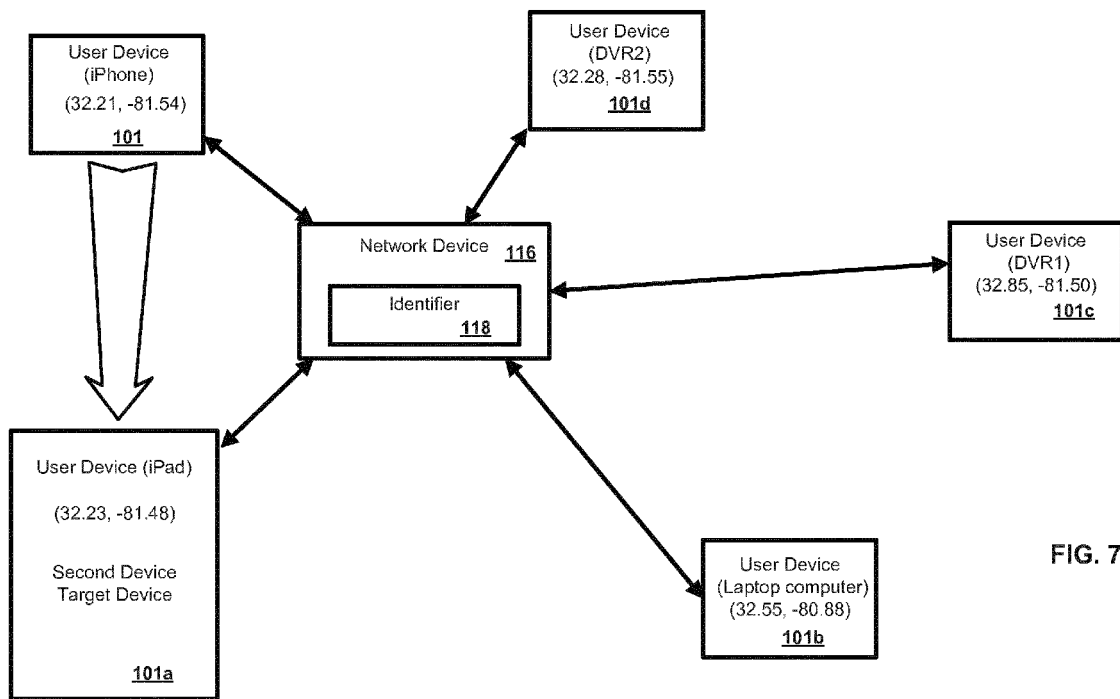 User Device
(iPhone)
(32.21, -81.54)
101
User Device
(DVR2)
(32.28, -81.55)
101d
Network Device 116
Identifier
118
User Device
(DVR1)
(32.85, -81.50)
101c
User Device (iPad)
(32.23, -81.48)
Second Device
Target Device
101a
User Device
(Laptop computer)
(32.55, -80.88)
101b
FIG. 7